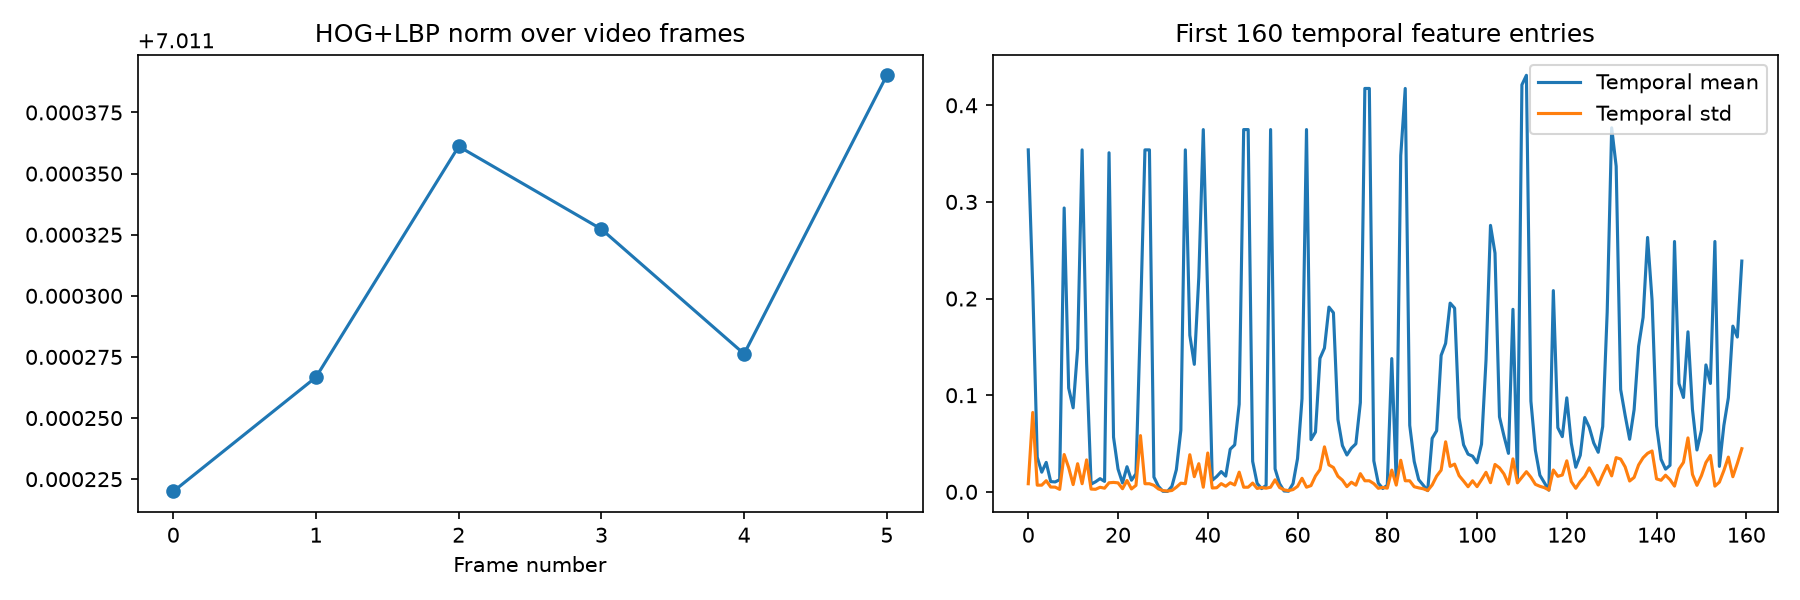 HOG+LBP norm over video frames
+7.011
0.000375
0.000350
0.000325
0.000300
0.000275
0.000250
0.000225
0 1 2 3 4 5
Frame number
First 160 temporal feature entries
Temporal mean
Temporal std
0.4
0.3
0.2
0.1
0.0
0 20 40 60 80 100 120 140 160